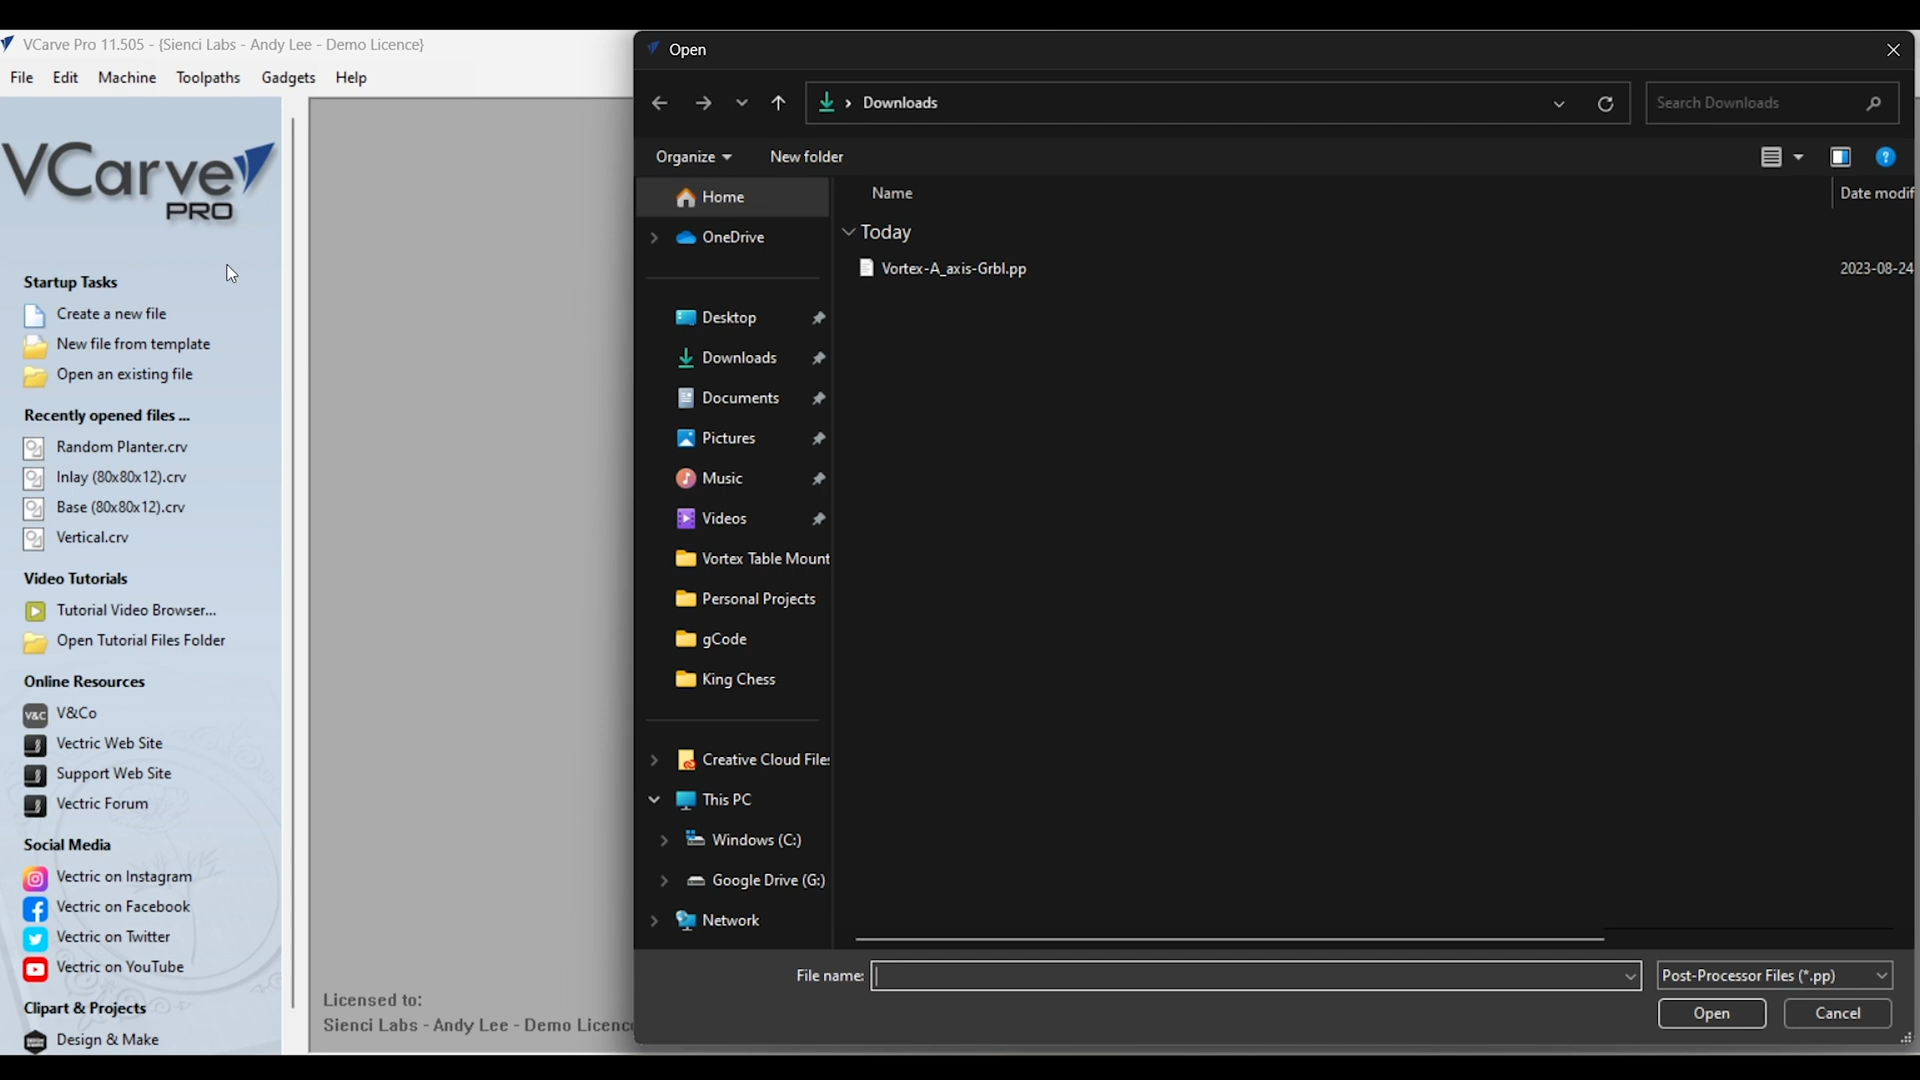 VCarve Pro 11.505 - {Sienci Labs - Andy Lee - Demo Licence}
File Edit Machine Toolpaths Gadgets Help
VCarve
PRO
Startup Tasks
Create a new file
New file from template
Open an existing file
Recently opened files ...
Random Planter.crv
Inlay (80x80x12).crv
Base (80x80x12).crv
Vertical.crv
Video Tutorials
Tutorial Video Browser...
Open Tutorial Files Folder
Online Resources
V&C V&Co
Vectric Web Site
Support Web Site
Vectric Forum
Social Media
Vectric on Instagram
Vectric on Facebook
Vectric on Twitter
Vectric on YouTube
Clipart & Projects
Design & Make
Licensed to:
Sienci Labs - Andy Lee - Demo Licenc
Open
Downloads
Search Downloads
Organize New folder
Home
OneDrive
Desktop
Downloads
Documents
Pictures
Music
Videos
Vortex Table Mount
Personal Projects
gCode
King Chess
Creative Cloud Files
This PC
Windows (C:)
Google Drive (G:)
Network
Name Date modif
Today
Vortex-A_axis-Grbl.pp 2023-08-24
File name: Post-Processor Files (*.pp)
Open Cancel